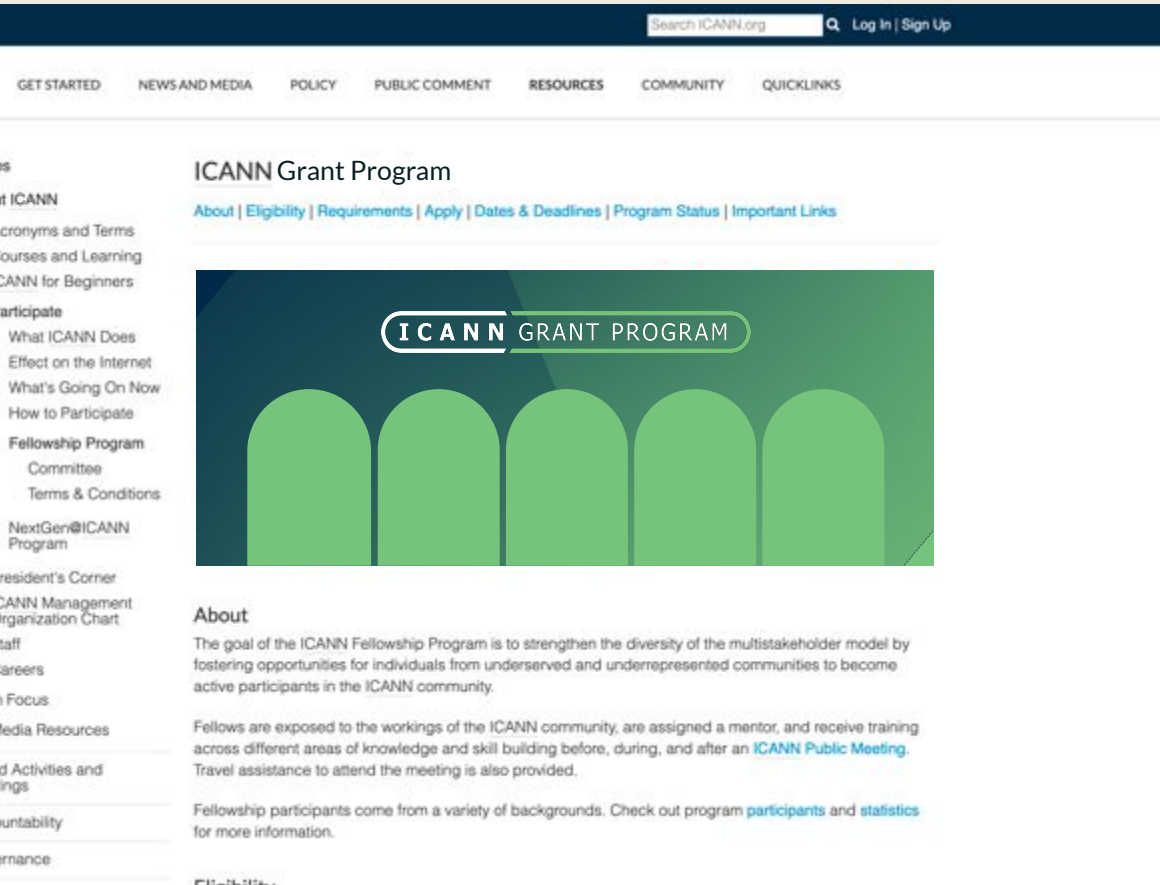 Search ICANN.org
Log In | Sign Up
GET STARTED NEWS AND MEDIA POLICY PUBLIC COMMENT RESOURCES COMMUNITY QUICKLINKS
ICANN
What ICANN Does
Effect on the Internet
What's Going On Now
How to Participate
Fellowship Program
Committee
Terms & Conditions
NextGen@ICANN
Program
and Terms
and Learning
for Beginners
Management
Chart
Focus
Resources
Activities and
ICANN Grant Program
About | Eligibility | Requirements | Apply | Dates & Deadlines | Program Status | Important Links
ICANN GRANT PROGRAM
About
The goal of the ICANN Fellowship Program is to strengthen the diversity of the multistakeholder model by
fostering opportunities for individuals from underserved and underrepresented communities to become
active participants in the ICANN community.
Fellows are exposed to the workings of the ICANN community, are assigned a mentor, and receive training
across different areas of knowledge and skill building before, during, and after an ICANN Public Meeting.
Travel assistance to attend the meeting is also provided.
Fellowship participants come from a variety of backgrounds. Check out program participants and statistics
for more information.